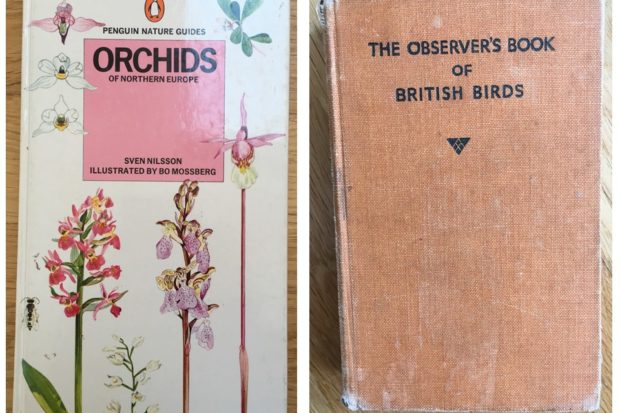 PENGUIN NATURE GUIDES
ORCHIDS
OF NORTHERN EUROPE
SVEN NILSSON
ILLUSTRATED BY BO MOSSBERG
THE OBSERVER'S BOOK
OF
BRITISH BIRDS